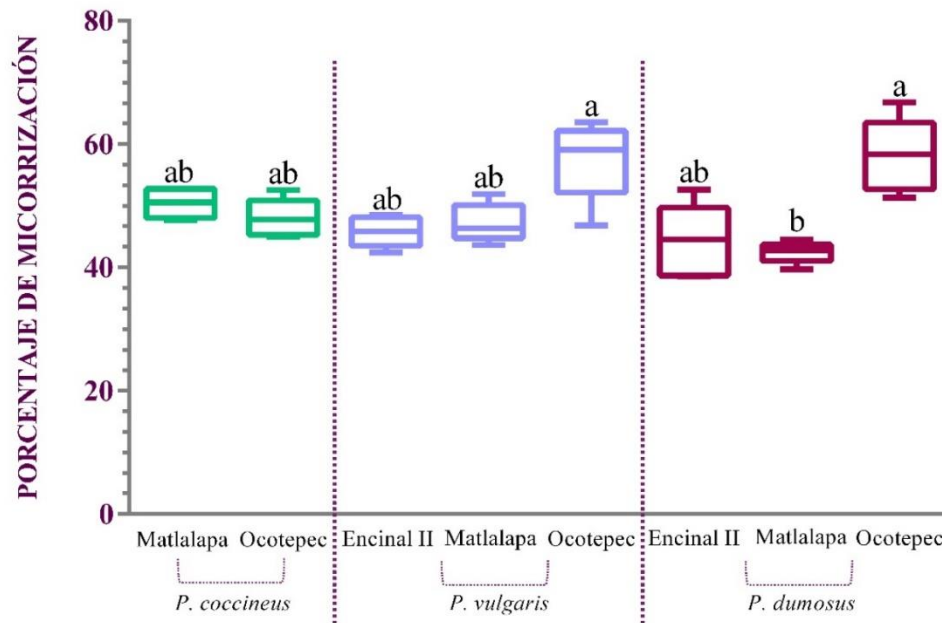 PORCENTAJE DE MICORRIZACIÓN
80
60
40
20
0
ab
ab
ab
ab
a
ab
b
a
Matlalapa Ocotepec Encinal II Matlalapa Ocotepec Encinal II Matlalapa Ocotepec
P. coccineus P. vulgaris P. dumosus